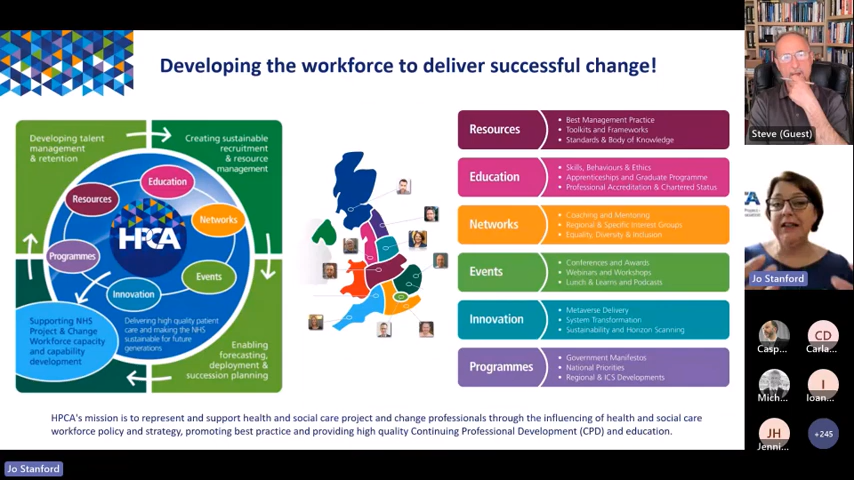 Developing the workforce to deliver successful change!
Developing talent
management
& retention
Creating sustainable
recruitment
& resource
management
Education
Resources
Networks
HPCA
Programmes
Events
Innovation
Supporting NHS
Project & Change
Workforce capacity
and capability
development
Delivering high quality patient
care and making the NHS
sustainable for future
generations
Enabling
forecasting,
deployment &
succession planning
Resources
• Best Management Practice
• Toolkits and Frameworks
• Standards & Body of Knowledge
Education
• Skills, Behaviours & Ethics
• Apprenticeships and Graduate Programme
• Professional Accreditation & Chartered Status
Networks
• Coaching and Mentoring
• Regional & Specific Interest Groups
• Equality, Diversity & Inclusion
Events
• Conferences and Awards
• Webinars and Workshops
• Lunch & Learns and Podcasts
Innovation
• Metaverse Delivery
• System Transformation
• Sustainability and Horizon Scanning
Programmes
• Government Manifestos
• National Priorities
• Regional & ICS Developments
HPCA's mission is to represent and support health and social care project and change professionals through the influencing of health and social care
workforce policy and strategy, promoting best practice and providing high quality Continuing Professional Development (CPD) and education.
Jo Stanford
Steve (Guest)
Jo Stanford
Casp...
CD
Carla...
Mich...
I
Ioan...
JH
Jenni...
+245